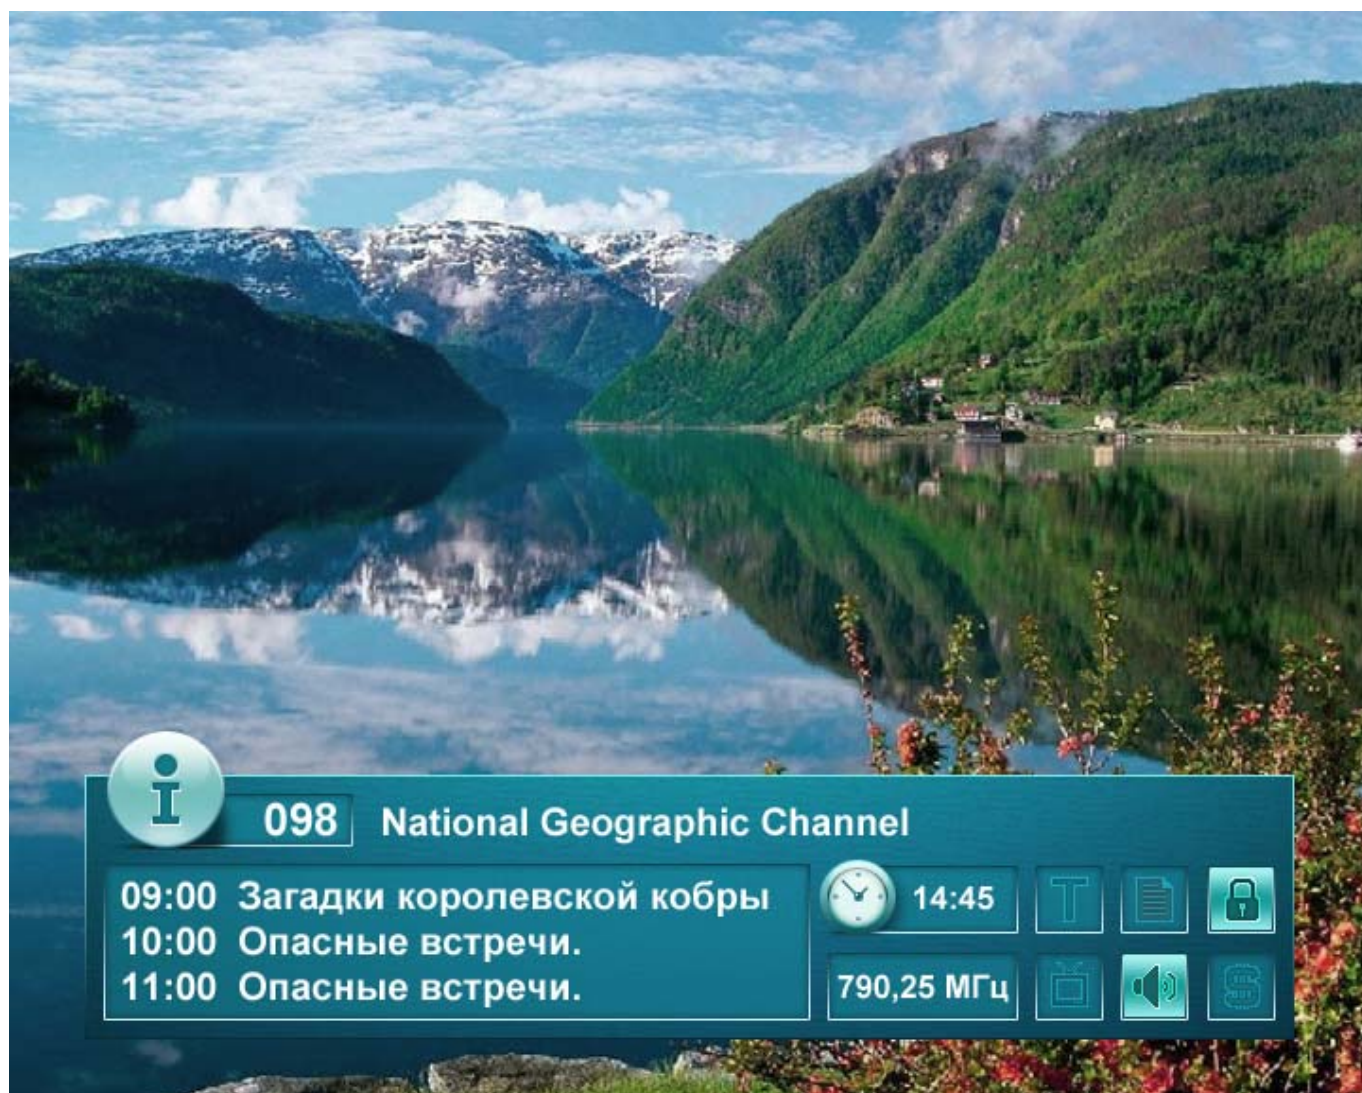 098 National Geographic Channel
09:00 Загадки королевской кобры
10:00 Опасные встречи.
11:00 Опасные встречи.
14:45
790,25 МГц